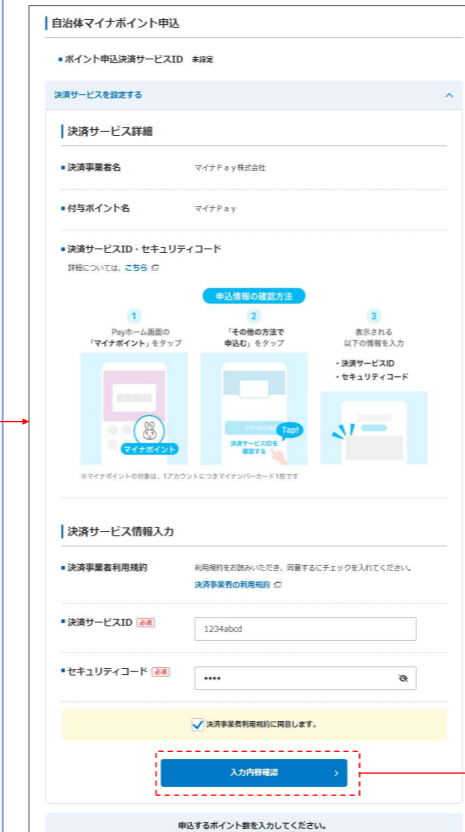 自治体マイナポイント申込
ポイント申込決済サービスID 未設定
決済サービスを設定する
決済サービス詳細
決済事業者名 マイナPay株式会社
付与ポイント名 マイナPay
決済サービスID・セキュリティコード
詳細については、こちら
申込情報の確認方法
1
Payホーム画面の
「マイナポイント」をタップ
マイナポイント
2
「その他の方法で
申込む」をタップ
Tap!
決済サービスIDを
確認する
3
表示される
以下の情報を入力
・決済サービスID
・セキュリティコード
※マイナポイントの対象は、1アカウントにつきマイナンバーカード1枚です
決済サービス情報入力
決済事業者利用規約 利用規約をお読みいただき、同意するにチェックを入れてください。
決済事業者の利用規約
決済サービスID 必須 1234abcd
セキュリティコード 必須 ••••
決済事業者利用規約に同意します。
入力内容確認
申込するポイント数を入力してください。